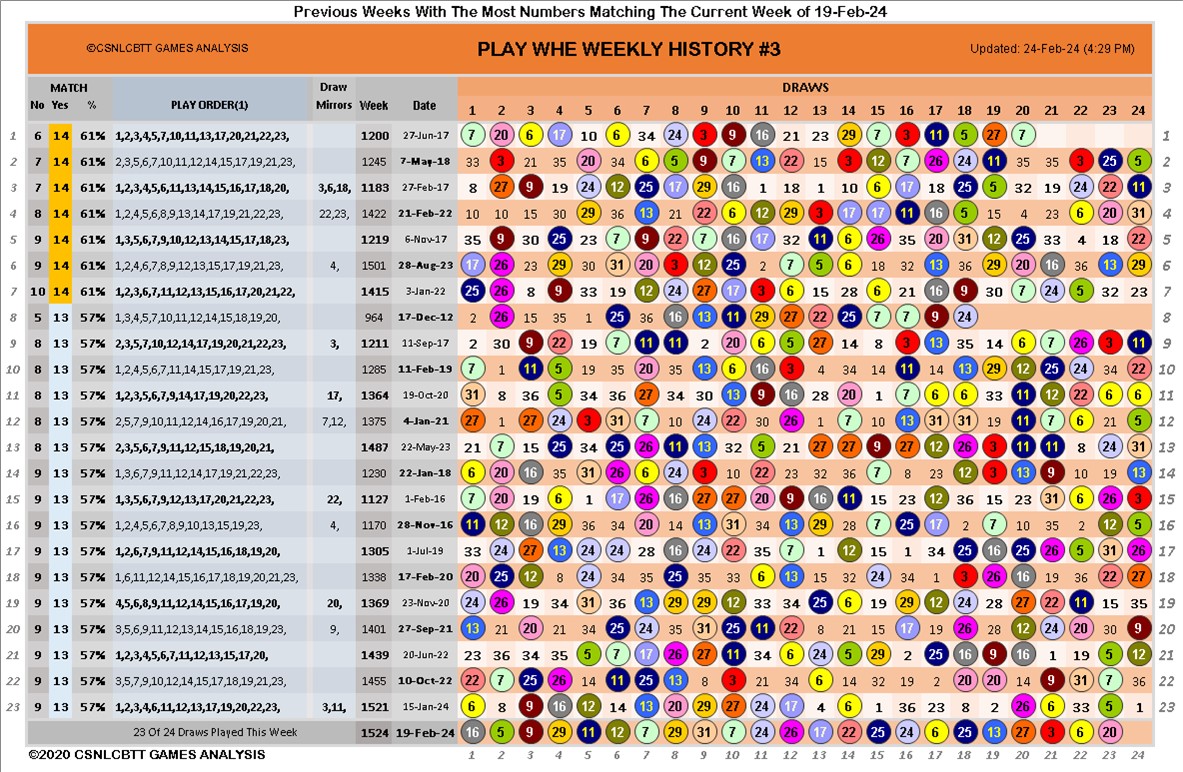 Previous Weeks With The Most Numbers Matching The Current Week of 19-Feb-24
©CSNLCBTT GAMES ANALYSIS PLAY WHE WEEKLY HISTORY #3 Updated: 24-Feb-24 (4:29 PM)
MATCH Draw DRAWS
No Yes % PLAY ORDER(1) Mirrors Week Date 1 2 3 4 5 6 7 8 9 10 11 12 13 14 15 16 17 18 19 20 21 22 23 24
1 6 14 61% 1,2,3,4,5,7,10,11,13,17,20,21,22,23, 1200 27-Jun-17 7 20 6 17 10 6 34 24 3 9 16 21 23 29 7 3 11 5 27 7 1
2 7 14 61% 2,3,5,6,7,10,11,12,14,15,17,19,21,23, 1245 7-May-18 33 3 21 35 20 34 6 5 9 7 13 22 15 3 12 7 26 24 11 35 35 3 25 5 2
3 7 14 61% 1,2,3,4,5,6,11,13,14,15,16,17,18,20, 3,6,18, 1183 27-Feb-17 8 27 9 19 24 12 25 17 29 16 1 18 1 10 6 17 18 25 5 32 19 24 22 11 3
4 8 14 61% 1,2,4,5,6,8,9,13,14,17,19,21,22,23, 22,23, 1422 21-Feb-22 10 10 15 30 29 36 13 21 22 6 12 29 3 17 17 11 16 5 15 4 23 6 20 31 4
5 9 14 61% 1,3,5,6,7,9,10,12,13,14,15,17,18,23, 1219 6-Nov-17 35 9 30 25 23 7 9 22 7 16 17 32 11 6 26 35 20 31 12 25 33 4 18 22 5
6 9 14 61% 1,2,4,6,7,8,9,12,13,15,17,19,21,23, 4, 1501 28-Aug-23 17 26 23 29 30 31 20 3 12 25 2 7 5 6 18 32 13 36 29 20 16 36 13 29 6
7 10 14 61% 1,2,3,6,7,11,12,13,15,16,17,20,21,22, 1415 3-Jan-22 25 26 8 9 33 19 12 24 27 17 3 6 15 28 6 21 16 9 30 7 24 5 32 23 7
8 5 13 57% 1,3,4,5,7,10,11,12,13,15,18,19,20, 964 17-Dec-12 2 26 15 35 1 25 36 16 13 11 29 27 22 25 7 7 9 24 8
9 8 13 57% 2,3,5,7,10,12,14,17,19,20,21,22,23, 3, 1211 11-Sep-17 2 30 9 22 19 7 11 11 2 20 6 5 27 14 8 3 13 35 14 6 7 26 3 11 9
10 8 13 57% 1,2,4,5,6,7,11,14,15,17,19,21,23, 1285 11-Feb-19 7 1 11 5 34 35 20 35 13 6 16 3 4 34 14 11 14 13 29 12 25 24 34 22 10
11 8 13 57% 1,2,3,5,6,7,9,14,17,19,20,22,23, 17, 1364 19-Oct-20 31 8 36 5 34 36 27 34 30 13 9 16 28 20 1 7 6 6 33 11 12 22 6 6 11
12 8 13 57% 2,5,7,9,10,12,14,16,17,19,20,21, 7,12, 1375 4-Jan-21 27 1 27 24 3 31 7 10 24 22 30 26 1 7 10 13 31 31 19 11 7 6 14 5 12
13 8 13 57% 2,3,5,6,7,9,11,12,15,18,19,20,21, 1487 22-May-23 21 7 15 25 34 25 26 11 13 32 5 21 27 27 9 27 12 26 3 11 11 8 24 31 13
14 9 13 57% 1,3,6,7,9,11,12,14,17,19,21,23, 1230 22-Jan-18 6 20 16 35 31 26 6 24 3 10 22 23 32 36 7 8 23 12 3 13 9 14 19 13 14
15 9 13 57% 1,3,5,6,7,9,12,13,17,20,21,22,23, 22, 1127 1-Feb-16 7 20 19 6 1 17 26 16 27 27 20 9 16 11 15 23 12 36 15 23 31 6 26 3 15
16 9 13 57% 1,2,4,5,6,7,8,9,10,13,15,19,23, 4, 1170 28-Nov-16 11 12 16 29 36 34 20 14 13 31 34 13 29 28 7 25 17 2 7 10 35 2 12 5 16
17 9 13 57% 1,2,6,7,9,11,12,14,15,16,18,19,20, 1305 1-Jul-19 33 24 27 13 24 24 28 16 24 22 35 7 1 12 15 1 34 25 16 25 26 5 31 26 17
18 9 13 57% 1,6,11,12,14,15,16,17,18,19,20,21,23, 1338 17-Feb-20 20 25 12 8 24 34 35 25 35 33 6 13 15 32 24 34 1 3 26 16 19 36 22 27 18
19 9 13 57% 4,5,6,8,9,11,12,14,15,16,17,19,20, 20, 1369 23-Nov-20 24 26 19 34 31 36 13 29 29 12 33 34 25 6 19 29 12 24 28 27 22 11 15 35 19
20 9 13 57% 3,5,6,9,11,12,13,14,15,16,18,19,23, 9, 1401 27-Sep-21 13 21 20 21 34 25 24 35 31 25 11 22 8 21 15 17 19 26 28 12 24 20 30 9 20
21 9 13 57% 1,2,3,4,5,6,7,11,12,13,15,17,20, 1439 20-Jun-22 23 36 34 35 5 7 17 26 27 11 34 6 24 5 29 2 25 16 9 16 1 19 5 12 21
22 9 13 57% 3,5,7,9,10,12,14,15,17,18,19,21,23, 1455 10-Oct-22 22 7 25 26 14 11 25 13 8 3 21 34 6 14 32 19 2 20 20 14 9 31 7 36 22
23 9 13 57% 1,2,3,4,6,11,12,13,17,19,20,22,23, 3,11, 1521 15-Jan-24 6 8 9 16 12 14 13 20 29 27 24 17 4 6 1 36 23 8 2 26 6 33 5 1 23
23 Of 24 Draws Played This Week 1524 19-Feb-24 16 5 9 29 11 12 7 29 31 7 24 26 17 22 25 24 6 25 13 27 3 6 20
©2020 CSNLCBTT GAMES ANALYSIS 1 2 3 4 5 6 7 8 9 10 11 12 13 14 15 16 17 18 19 20 21 22 23 24